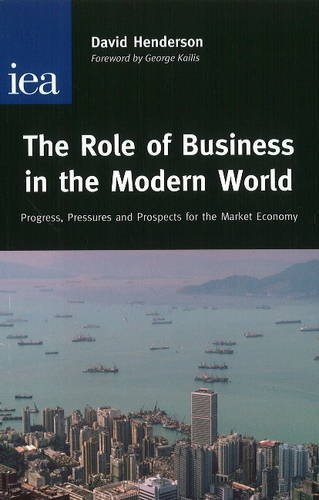 David Henderson
Foreword by George Kailis
iea
The Role of Business
in the Modern World
Progress, Pressures and Prospects for the Market Economy